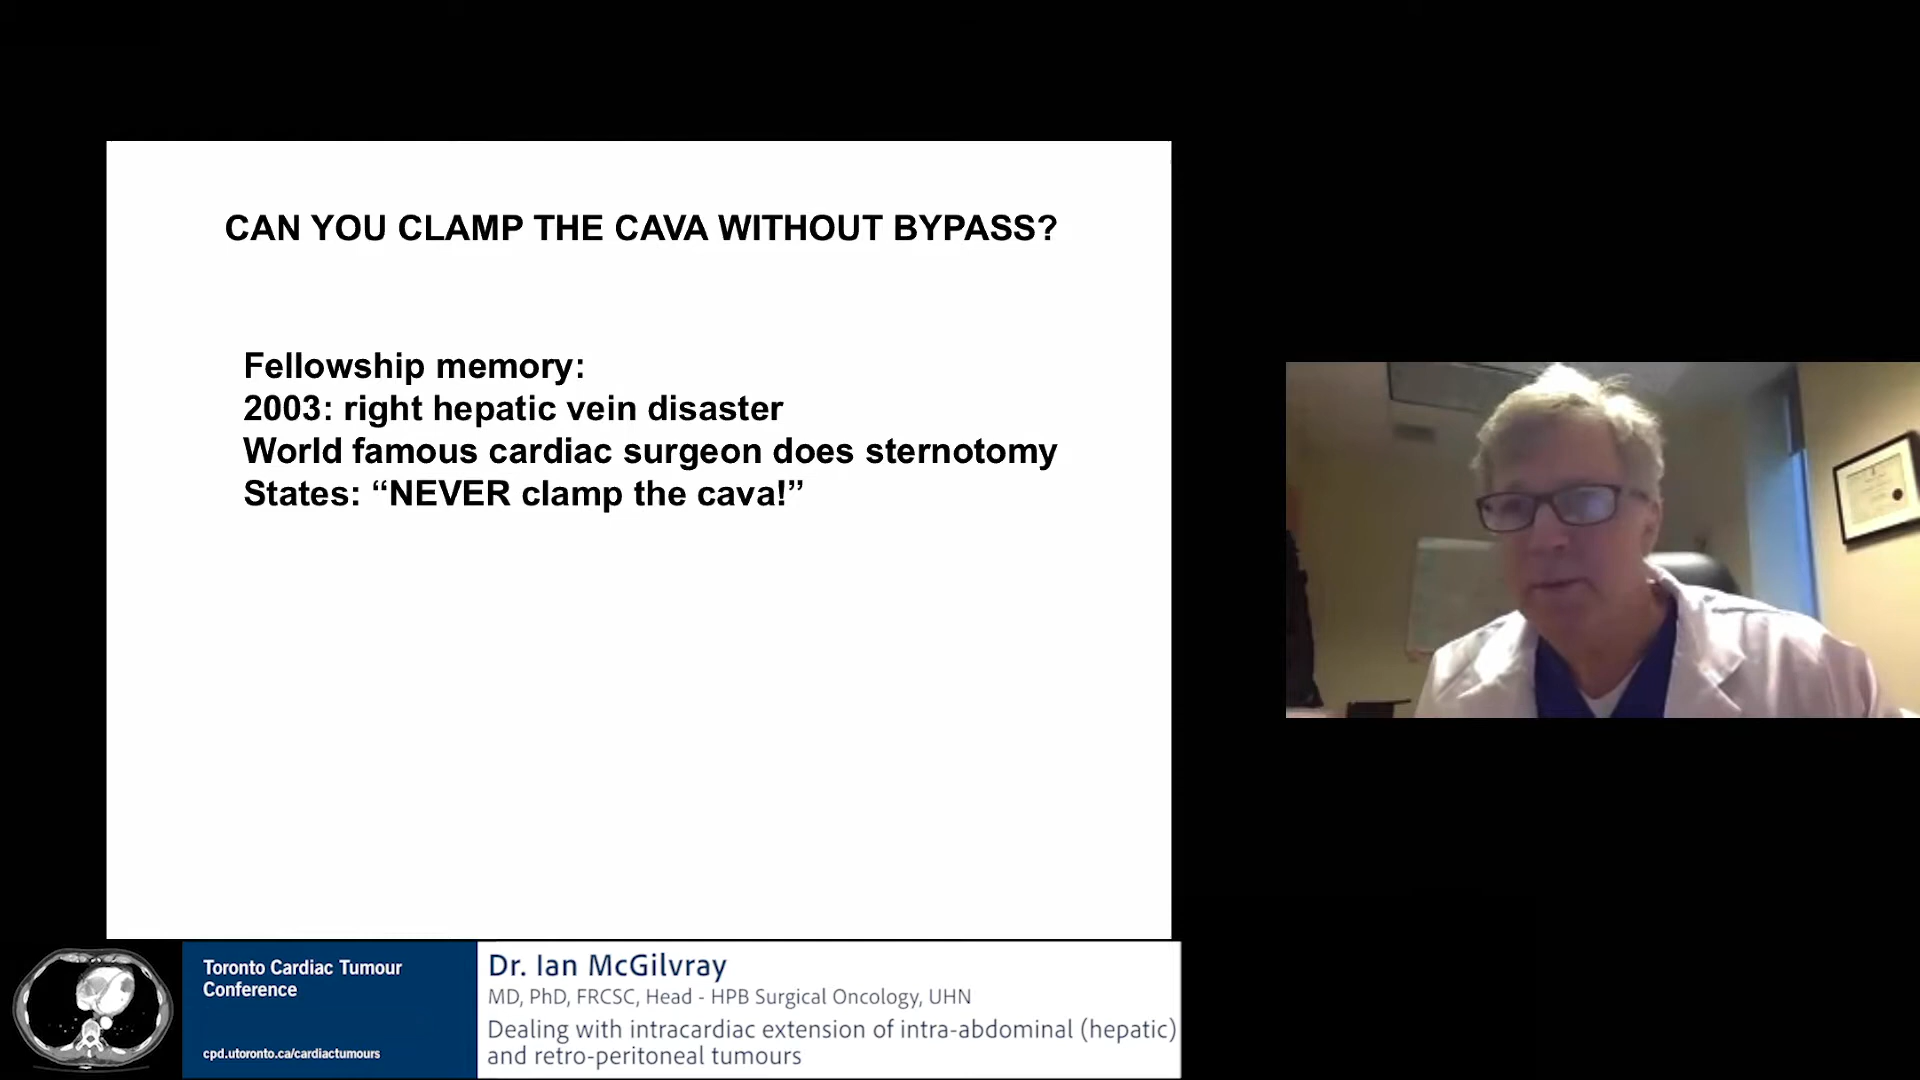 CAN YOU CLAMP THE CAVA WITHOUT BYPASS?
Fellowship memory:
2003: right hepatic vein disaster
World famous cardiac surgeon does sternotomy
States: “NEVER clamp the cava!”
Toronto Cardiac Tumour
Conference
cpd.utoronto.ca/cardiactumours
Dr. Ian McGilvray
MD, PhD, FRCSC, Head - HPB Surgical Oncology, UHN
Dealing with intracardiac extension of intra-abdominal (hepatic)
and retro-peritoneal tumours